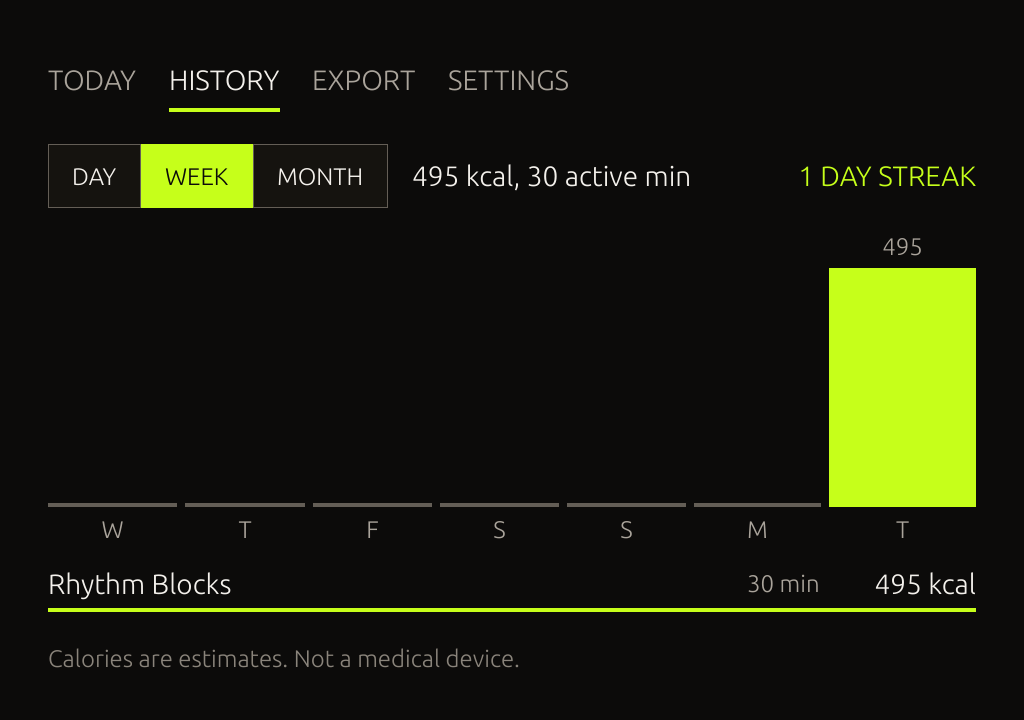 TODAY HISTORY EXPORT SETTINGS
DAY WEEK MONTH 495 kcal, 30 active min 1 DAY STREAK
495
W T F S S M T
Rhythm Blocks 30 min 495 kcal
Calories are estimates. Not a medical device.